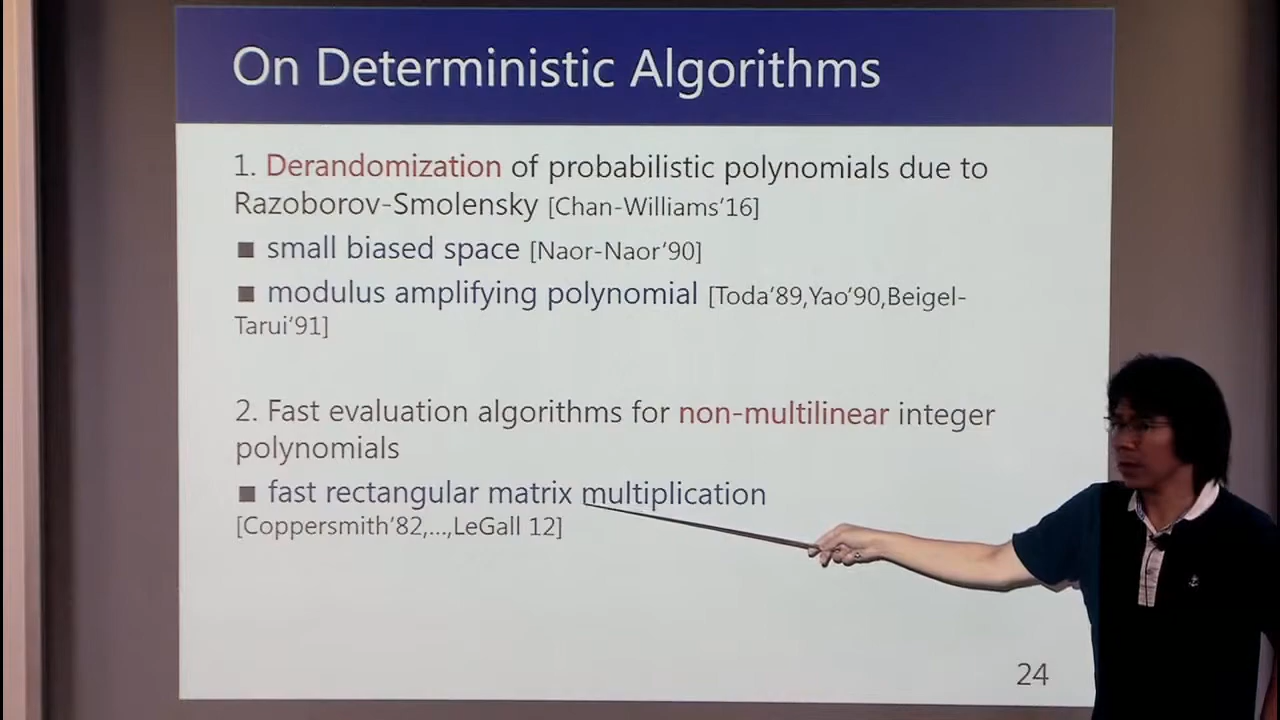 On Deterministic Algorithms
1. Derandomization of probabilistic polynomials due to
Razoborov-Smolensky [Chan-Williams’16]
■ small biased space [Naor-Naor’90]
■ modulus amplifying polynomial [Toda’89,Yao’90,Beigel-
Tarui’91]
2. Fast evaluation algorithms for non-multilinear integer
polynomials
■ fast rectangular matrix multiplication
[Coppersmith’82,…,LeGall 12]
24